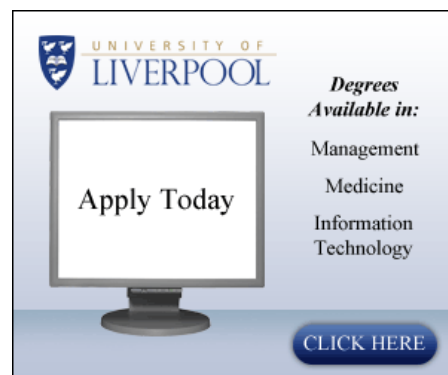 UNIVERSITY OF
LIVERPOOL
Degrees
Available in:
Management
Medicine
Information
Technology
Apply Today
CLICK HERE